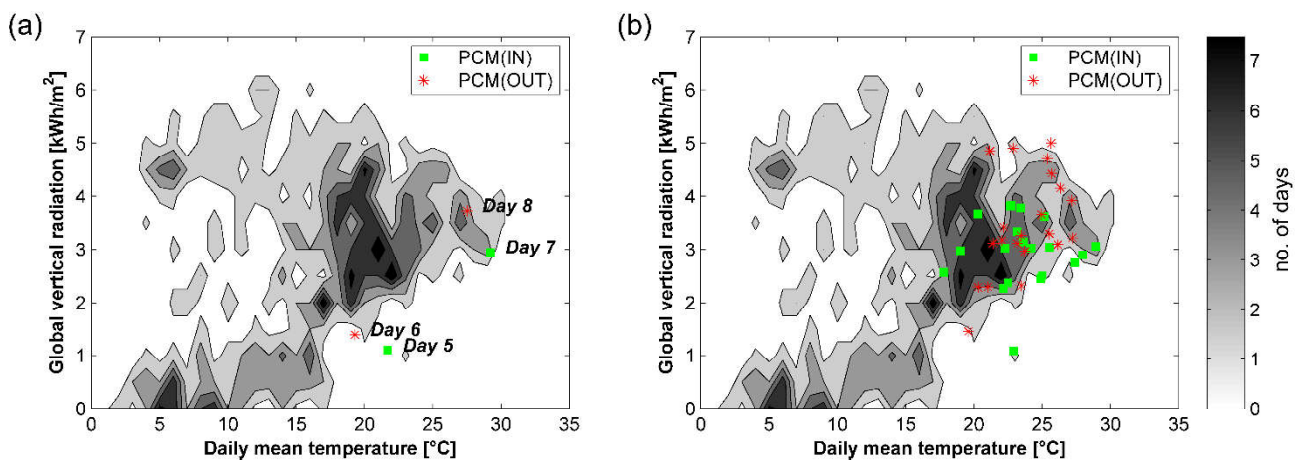 (a)
Global vertical radiation [kWh/m²]
7
6
5
4
3
2
1
0
PCM(IN)
PCM(OUT)
Day 8
Day 7
Day 6
Day 5
0 5 10 15 20 25 30 35
Daily mean temperature [°C]
(b)
Global vertical radiation [kWh/m²]
7
6
5
4
3
2
1
0
PCM(IN)
PCM(OUT)
0 5 10 15 20 25 30 35
Daily mean temperature [°C]
7
6
5
4
3
2
1
0
no. of days